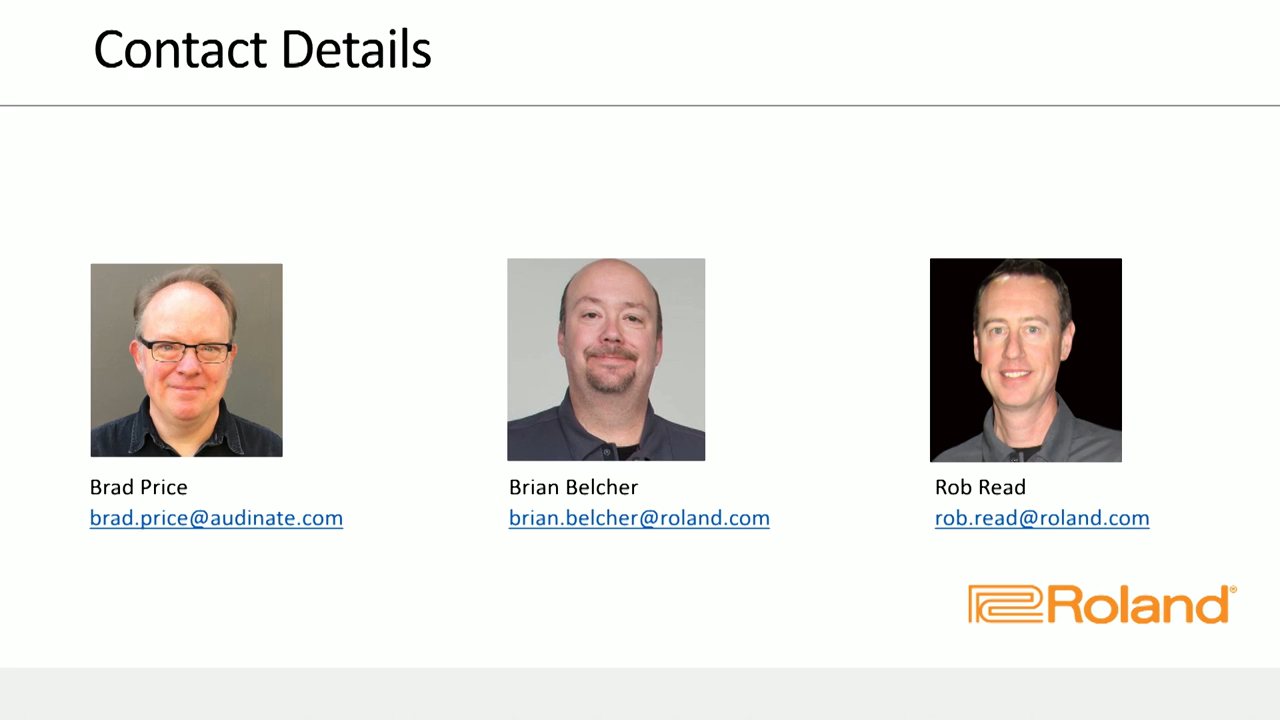 Contact Details
Brad Price
brad.price@audinate.com
Brian Belcher
brian.belcher@roland.com
Rob Read
rob.read@roland.com
Roland®